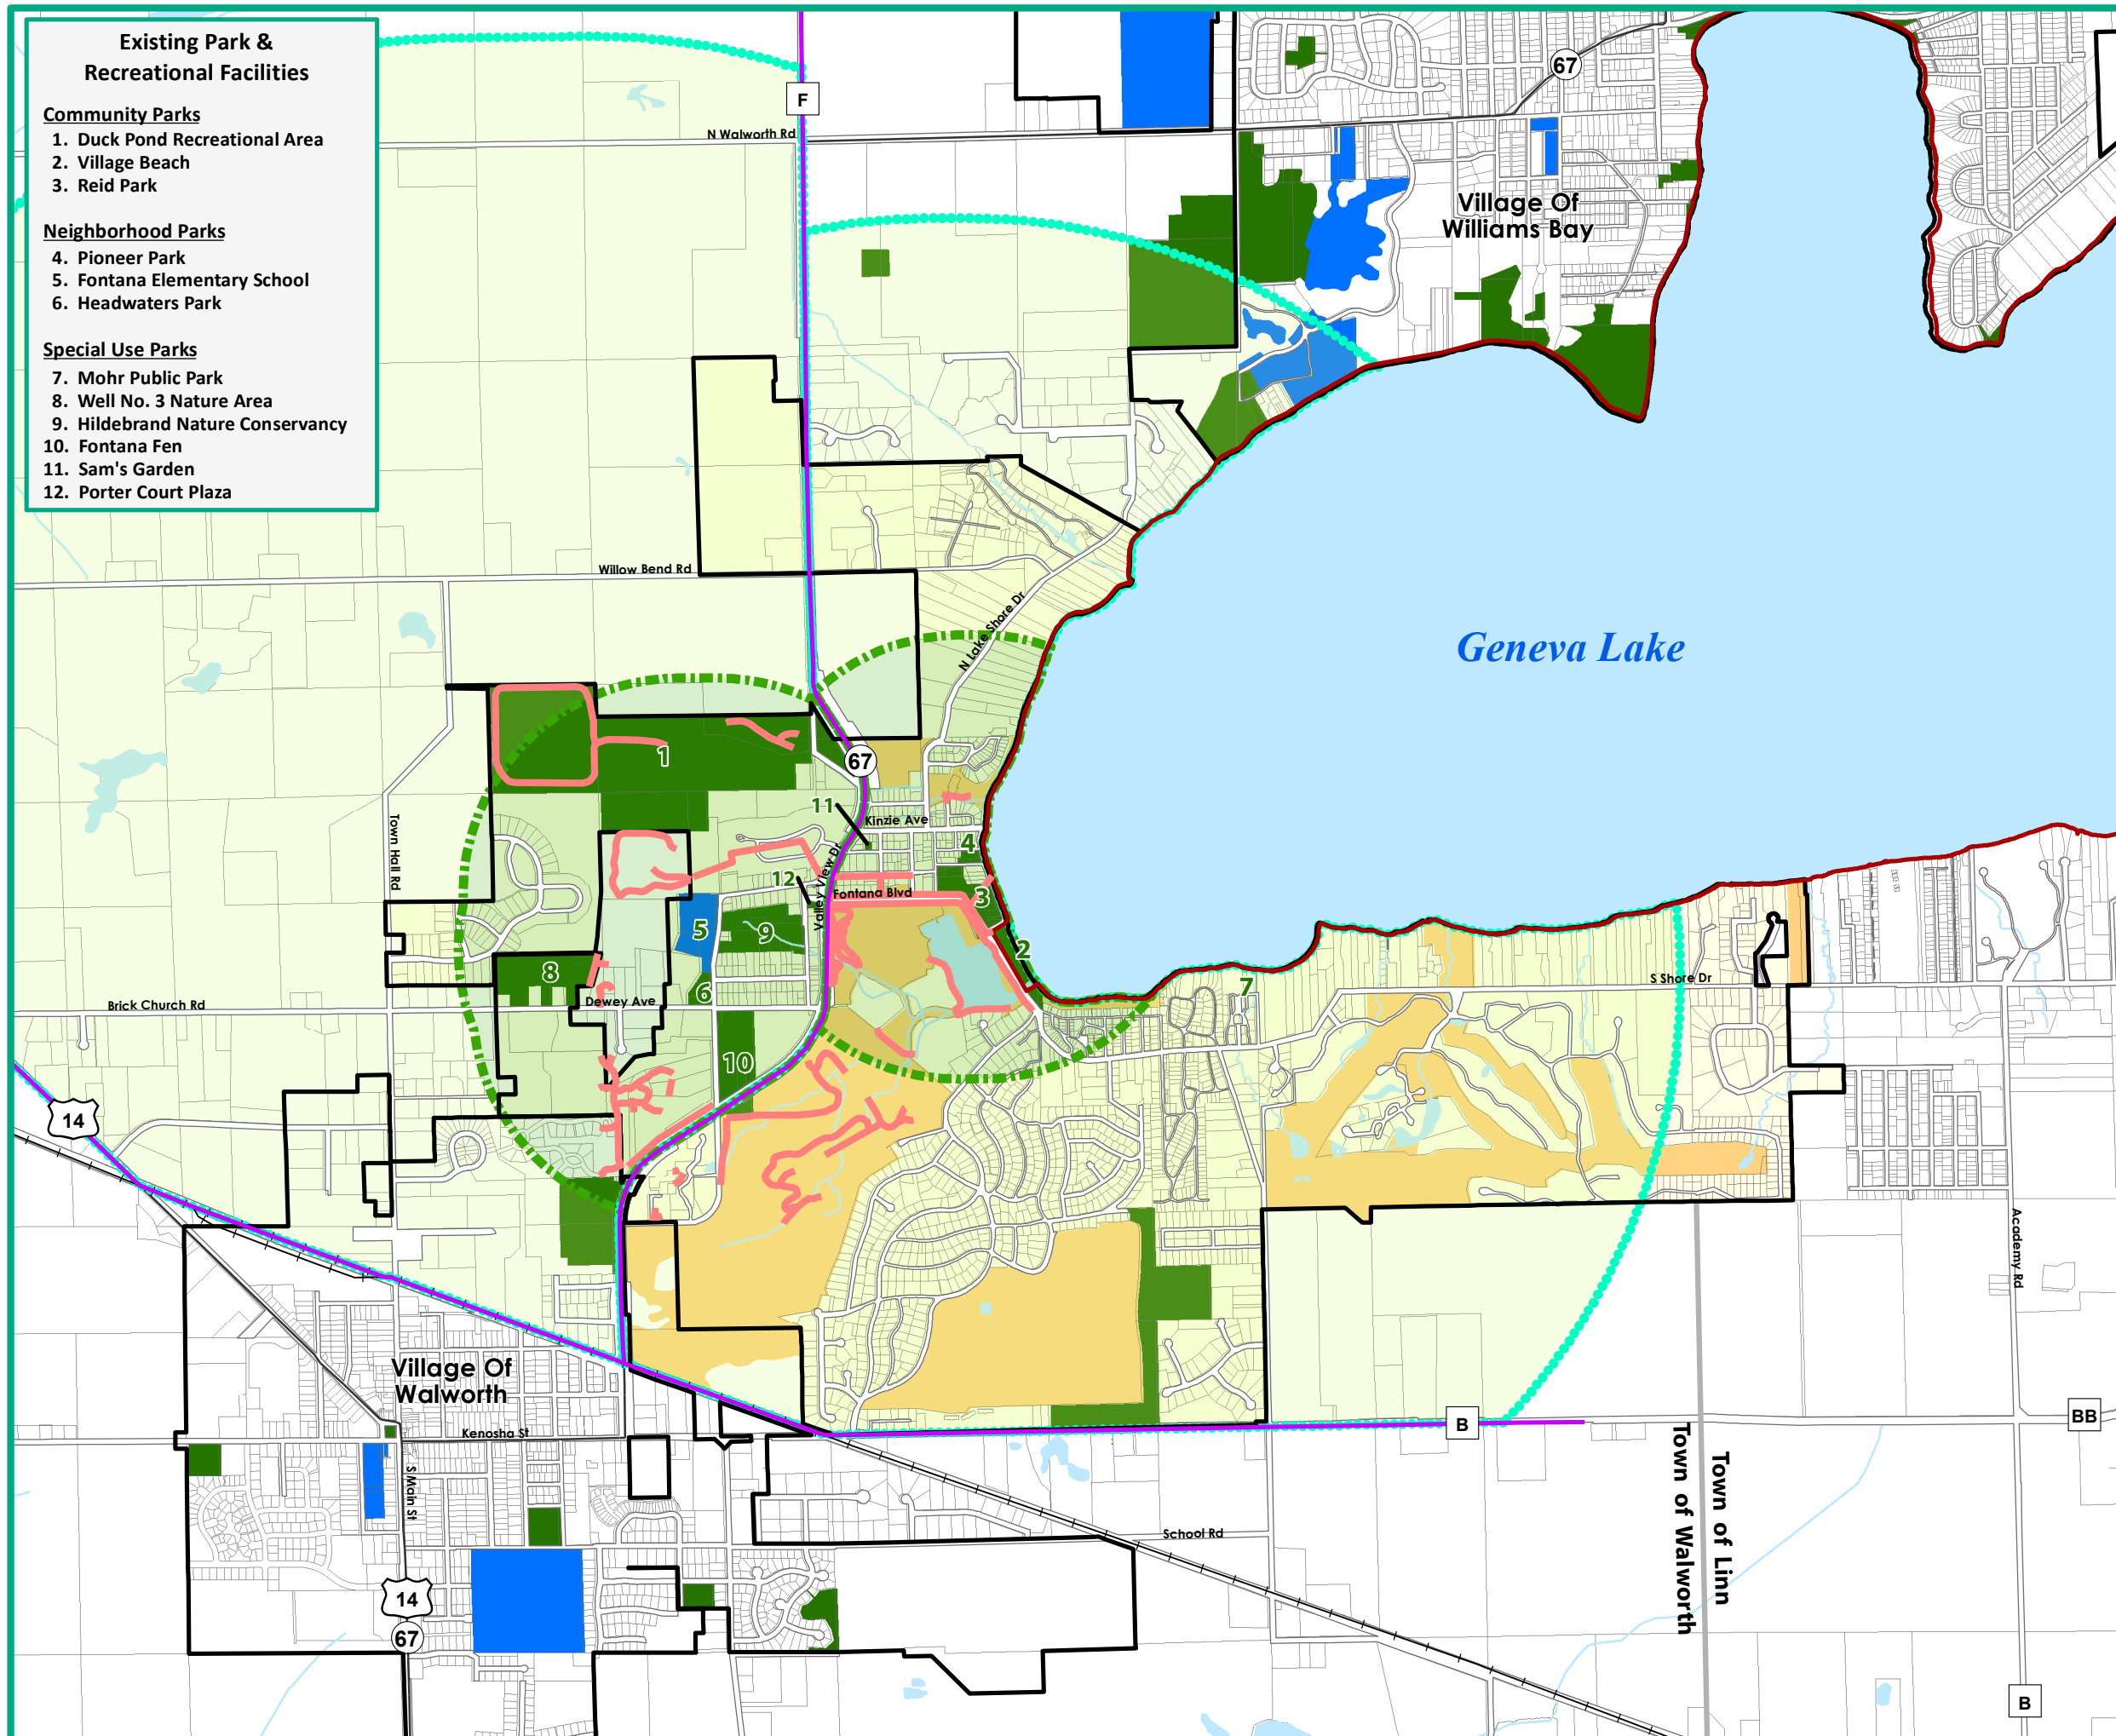 Existing Park &
Recreational Facilities
Community Parks
1. Duck Pond Recreational Area
2. Village Beach
3. Reid Park
Neighborhood Parks
4. Pioneer Park
5. Fontana Elementary School
6. Headwaters Park
Special Use Parks
7. Mohr Public Park
8. Well No. 3 Nature Area
9. Hildebrand Nature Conservancy
10. Fontana Fen
11. Sam's Garden
12. Porter Court Plaza
67
F
N Walworth Rd
Village Of
Williams Bay
Willow Bend Rd
N Lake Shore Dr
Geneva Lake
1
67
11
Kinzie Ave
Town Hall Rd
4
12
Valley View Dr
Fontana Blvd
3
5
9
2
8
6
7
S Shore Dr
Dewey Ave
Brick Church Rd
10
14
Academy Rd
Village Of
Walworth
B
BB
Kenosha St
S Main St
Town of Walworth
Town of Linn
School Rd
14
67
B